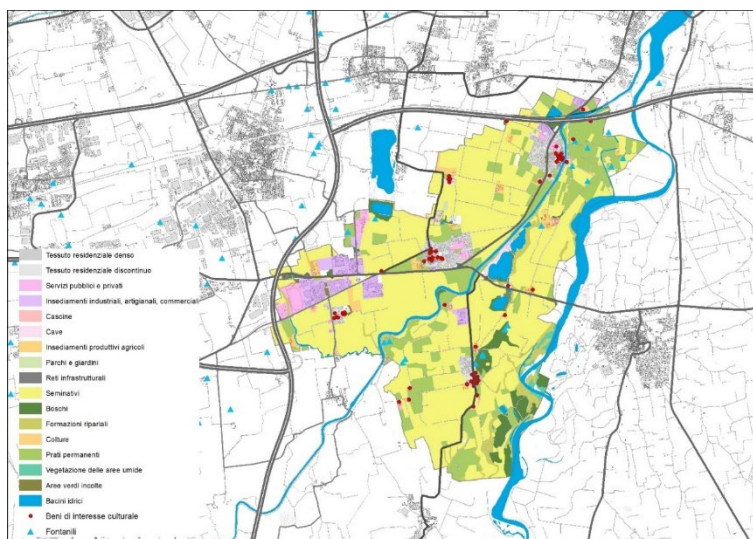 Tessuto residenziale denso
Tessuto residenziale discontinuo
Servizi pubblici e privati
Insediamenti industriali, artigianali, commerciali
Cascine
Cave
Insediamenti produttivi agricoli
Parchi e giardini
Reti infrastrutturali
Seminativi
Boschi
Formazioni ripariali
Colture
Prati permanenti
Vegetazione delle aree umide
Aree verdi incolte
Bacini idrici
Beni di interesse culturale
Fontanili